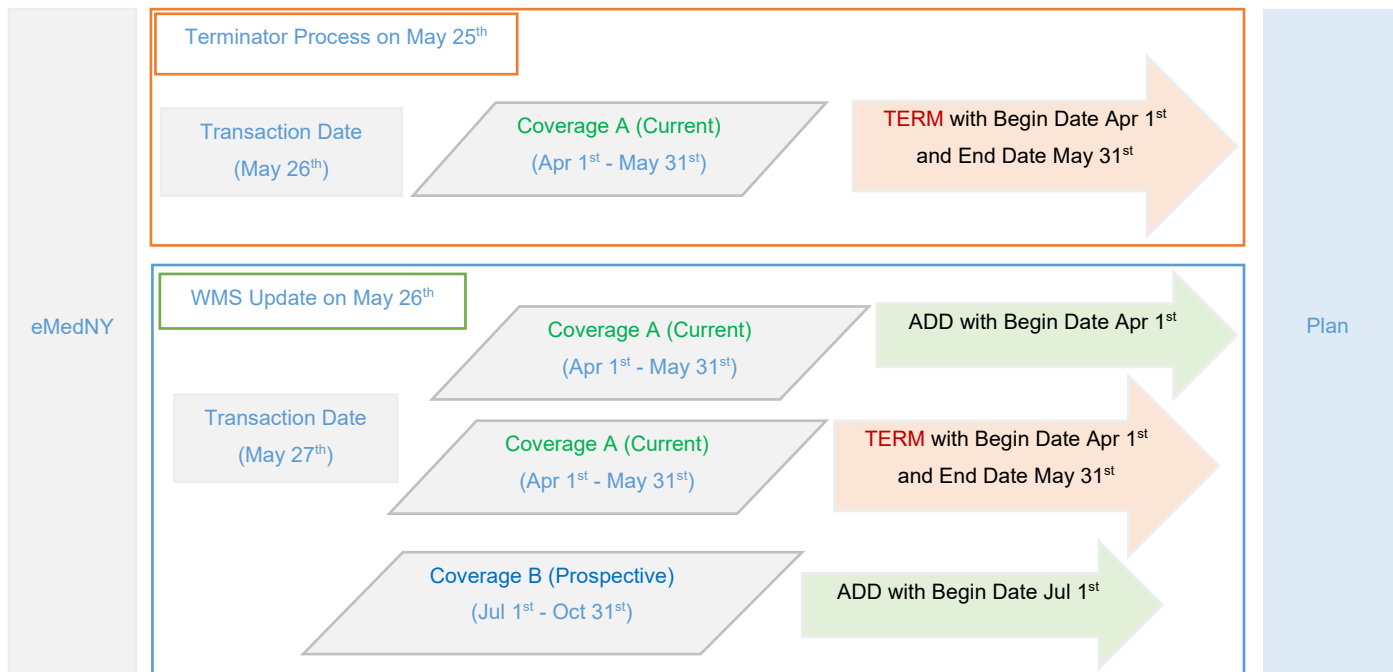 eMedNY
Terminator Process on May 25th
Transaction Date
(May 26th)
Coverage A (Current)
(Apr 1st - May 31st)
TERM with Begin Date Apr 1st
and End Date May 31st
WMS Update on May 26th
Transaction Date
(May 27th)
Coverage A (Current)
(Apr 1st - May 31st)
ADD with Begin Date Apr 1st
Coverage A (Current)
(Apr 1st - May 31st)
TERM with Begin Date Apr 1st
and End Date May 31st
Coverage B (Prospective)
(Jul 1st - Oct 31st)
ADD with Begin Date Jul 1st
Plan